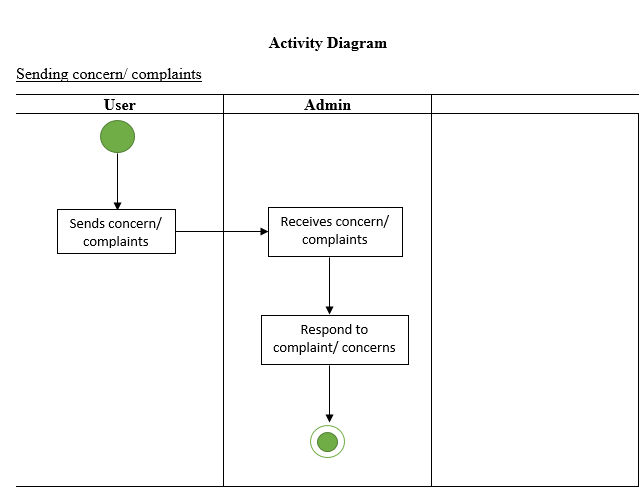 Activity Diagram
Sending concern/ complaints
User
Admin
Sends concern/
complaints
Receives concern/
complaints
Respond to
complaint/ concerns